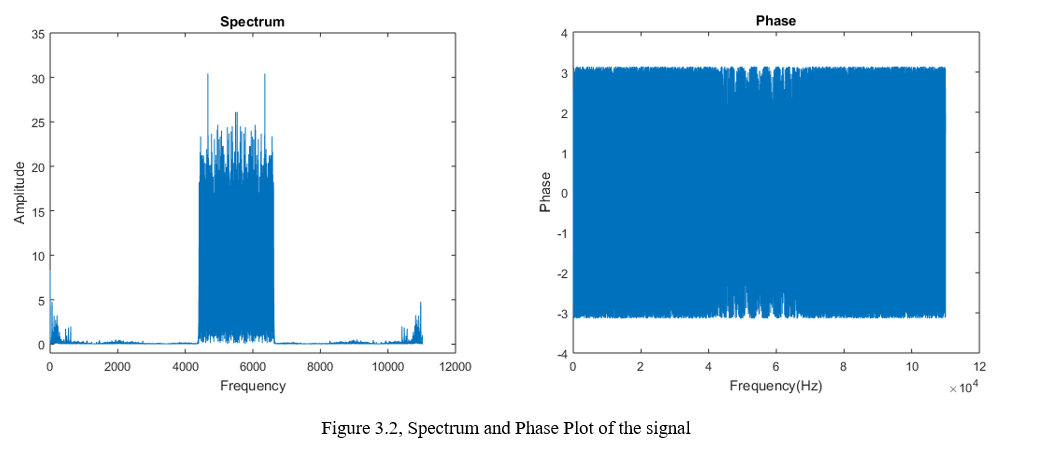 Spectrum
35
30
25
20
15
10
5
0
Amplitude
0 2000 4000 6000 8000 10000 12000
Frequency
Phase
4
3
2
1
0
-1
-2
-3
-4
Phase
0 2 4 6 8 10 12
Frequency(Hz) ×10⁴
Figure 3.2, Spectrum and Phase Plot of the signal